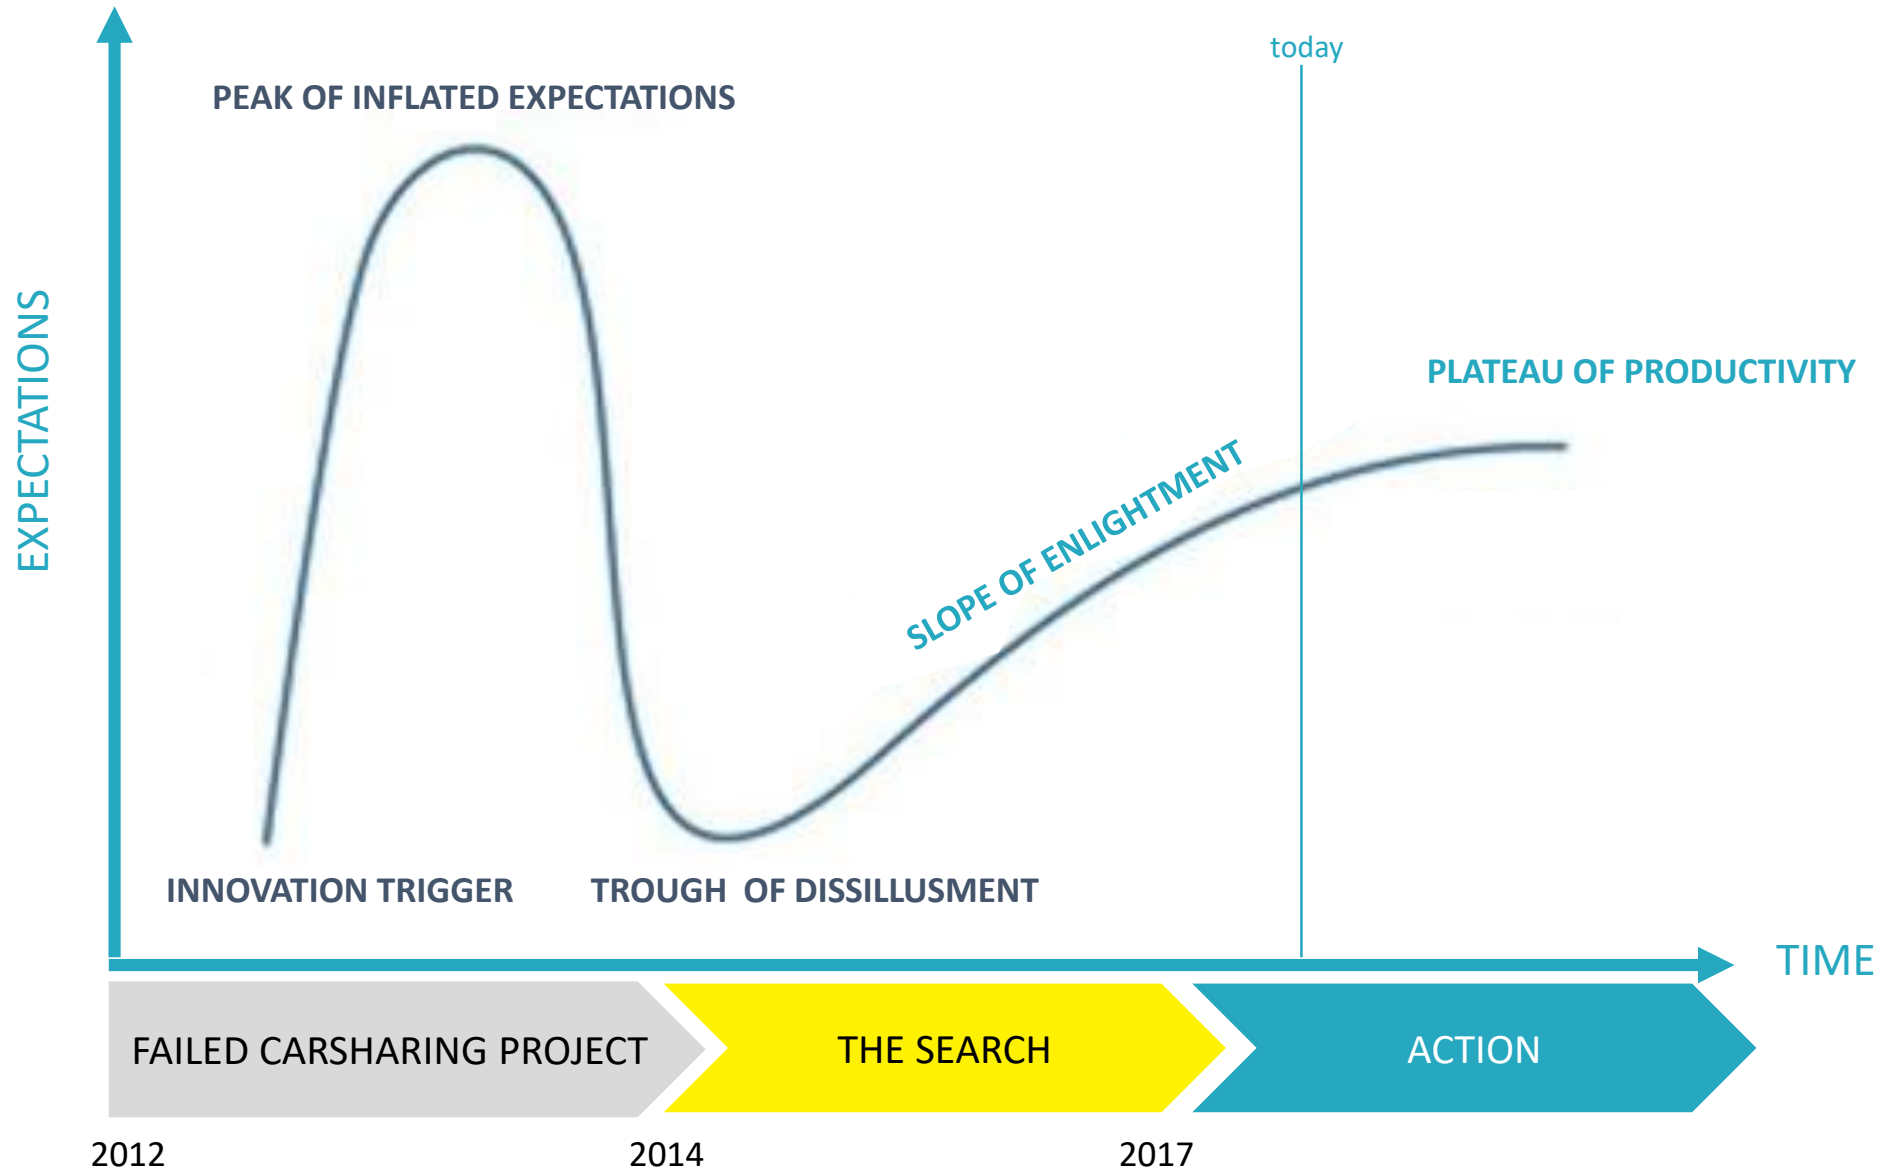 today
PEAK OF INFLATED EXPECTATIONS
EXPECTATIONS
PLATEAU OF PRODUCTIVITY
SLOPE OF ENLIGHTMENT
INNOVATION TRIGGER
TROUGH  OF DISSILLUSMENT
TIME
FAILED CARSHARING PROJECT
THE SEARCH
ACTION
2012
2014
2017